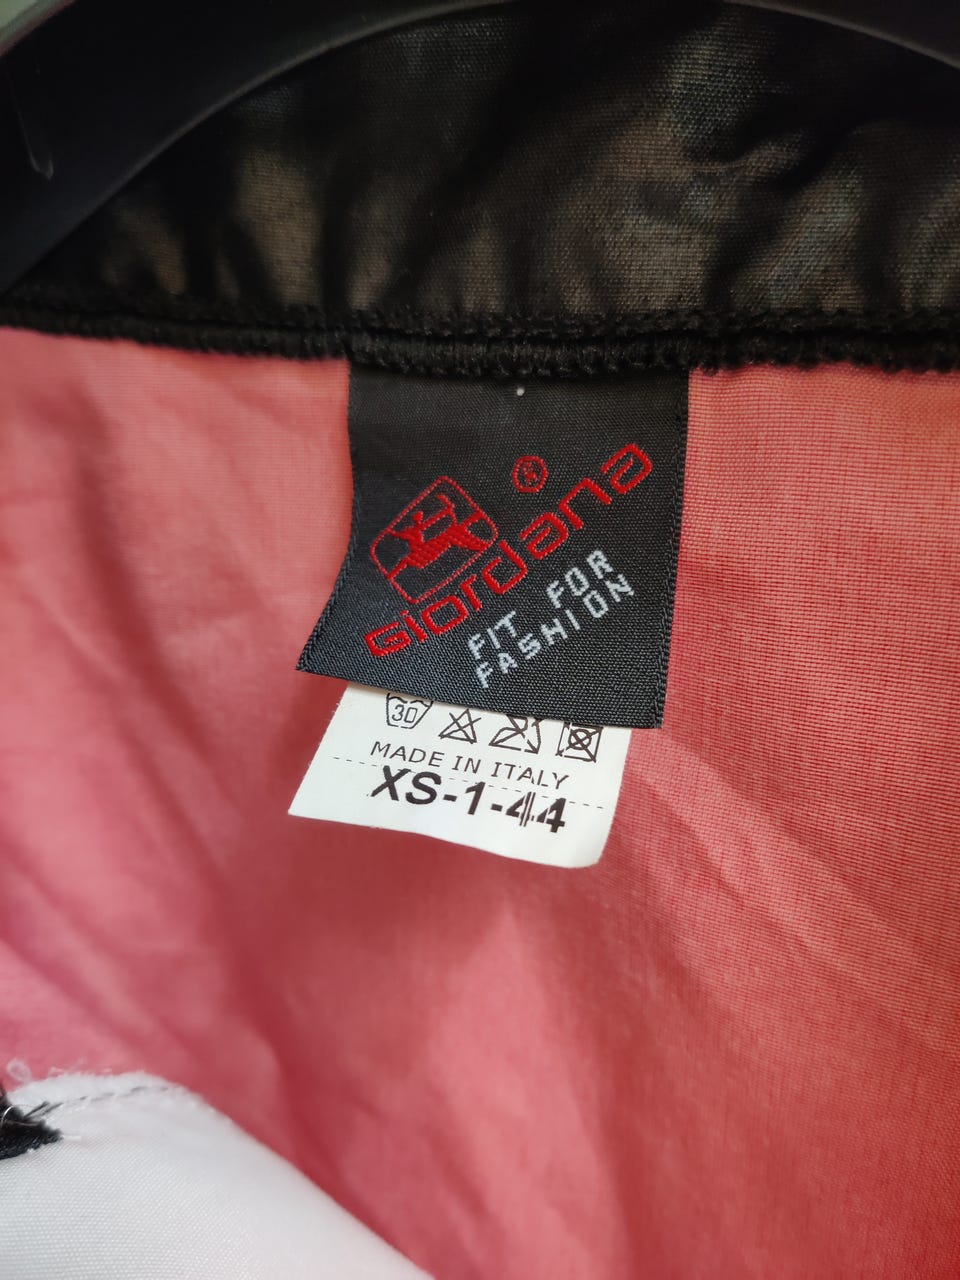 ®
Giordana
FIT FOR
FASHION
30
MADE IN ITALY
XS-1-44